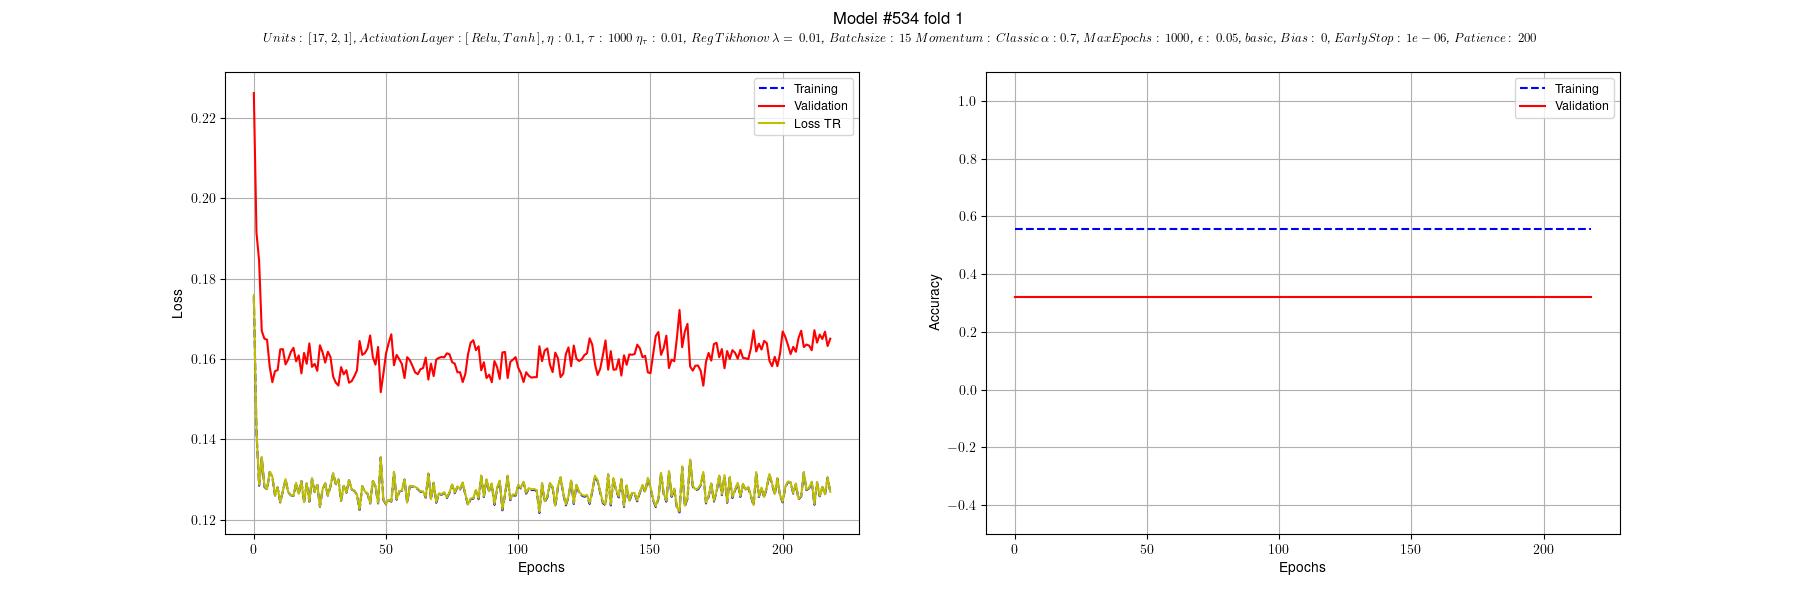 Model #534 fold 1
Units : [17, 2, 1], ActivationLayer : [ Relu, Tanh], η : 0.1, τ : 1000 ητ : 0.01, RegTikhonov λ = 0.01, Batchsize : 15 Momentum : Classic α : 0.7, MaxEpochs : 1000, ϵ : 0.05, basic, Bias : 0, EarlyStop : 1e − 06, Patience : 200
Training
Validation
Loss TR
0.22
0.20
0.18
0.16
0.14
0.12
Loss
0
50
100
150
200
Epochs
Training
Validation
1.0
0.8
0.6
0.4
0.2
0.0
−0.2
−0.4
Accuracy
0
50
100
150
200
Epochs